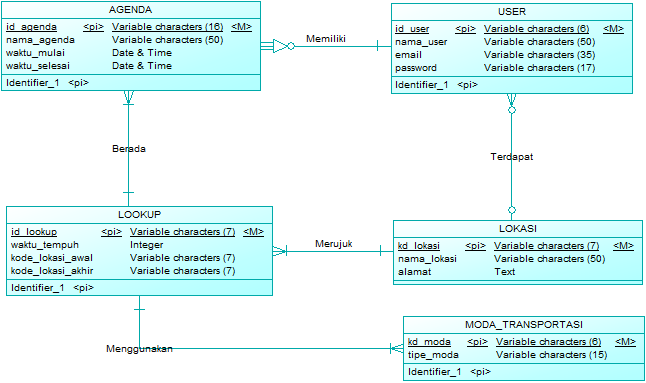 AGENDA
id_agenda <pi> Variable characters (16) <M>
nama_agenda Variable characters (50)
waktu_mulai Date & Time
waktu_selesai Date & Time
Identifier_1 <pi>
Memiliki
USER
id_user <pi> Variable characters (6) <M>
nama_user Variable characters (50)
email Variable characters (35)
password Variable characters (17)
Identifier_1 <pi>
Berada
Terdapat
LOOKUP
id_lookup <pi> Variable characters (7) <M>
waktu_tempuh Integer
kode_lokasi_awal Variable characters (7)
kode_lokasi_akhir Variable characters (7)
Identifier_1 <pi>
Merujuk
LOKASI
kd_lokasi <pi> Variable characters (7) <M>
nama_lokasi Variable characters (50)
alamat Text
Menggunakan
MODA_TRANSPORTASI
kd_moda <pi> Variable characters (6) <M>
tipe_moda Variable characters (15)
Identifier_1 <pi>